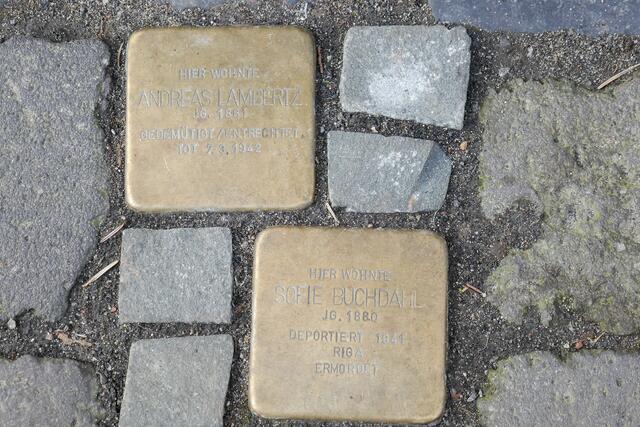 HIER WOHNTE
ANDREAS LAMBERTZ
JG. 1881
GEDEMÜTIGT/ENTRECHTET
TOT 9.3.1942
HIER WOHNTE
SOFIE BUCHDAHL
JG. 1880
DEPORTIERT 1941
RIGA
ERMORDET